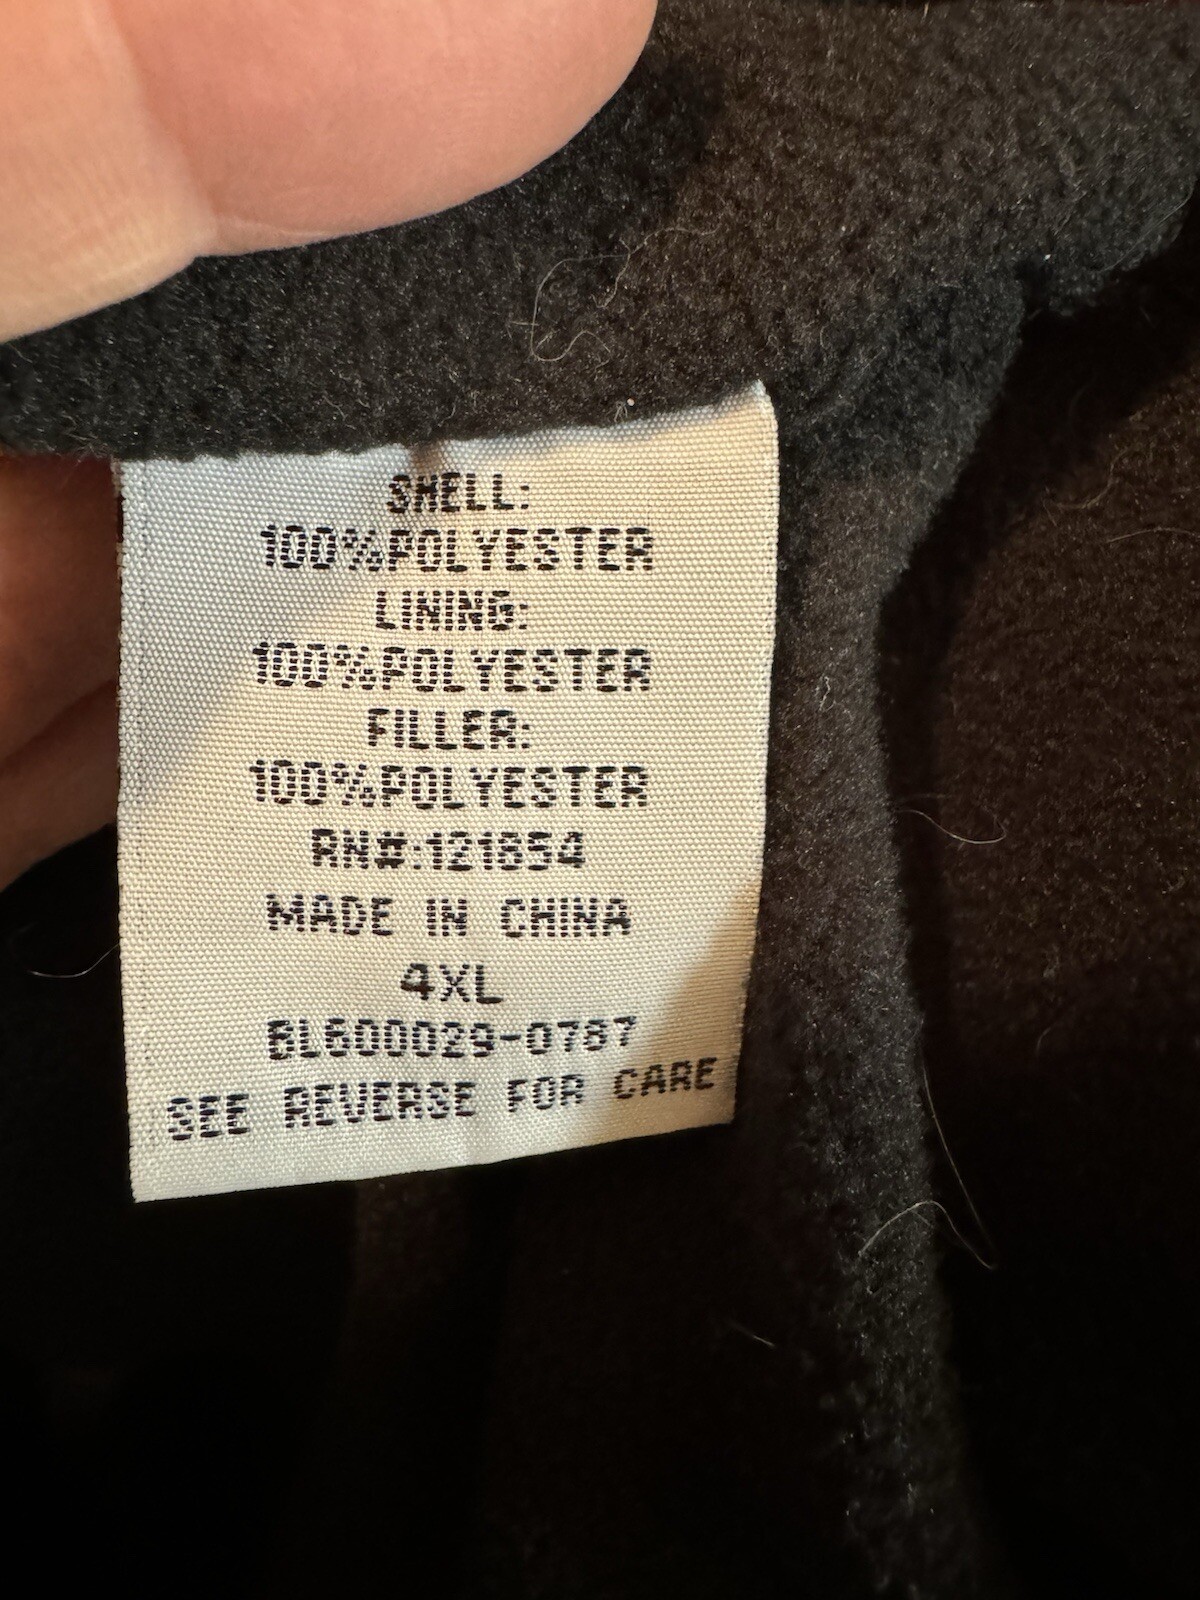 SHELL:
100%POLYESTER
LINING:
100%POLYESTER
FILLER:
100%POLYESTER
RN#:121854
MADE IN CHINA
4XL
BL600029-0787
SEE REVERSE FOR CARE